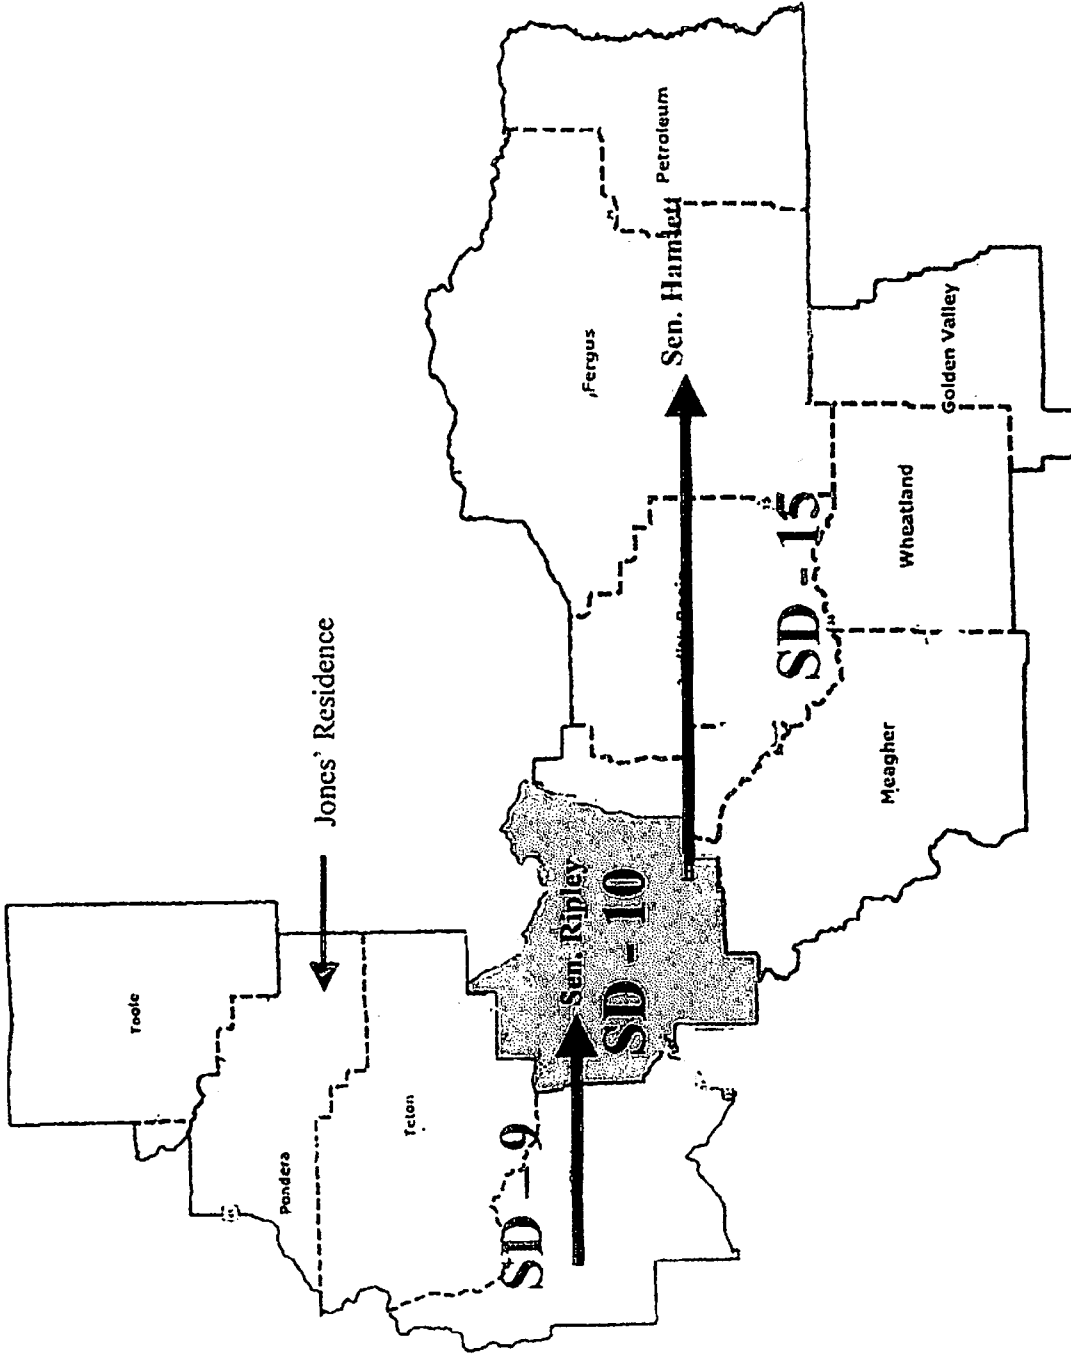 Toole
Jones' Residence
Pondera
Teton
SD – 9
Sen. Ripley
SD – 10
Fergus
Petroleum
Sen. Hamlett
SD – 15
Meagher
Wheatland
Golden Valley